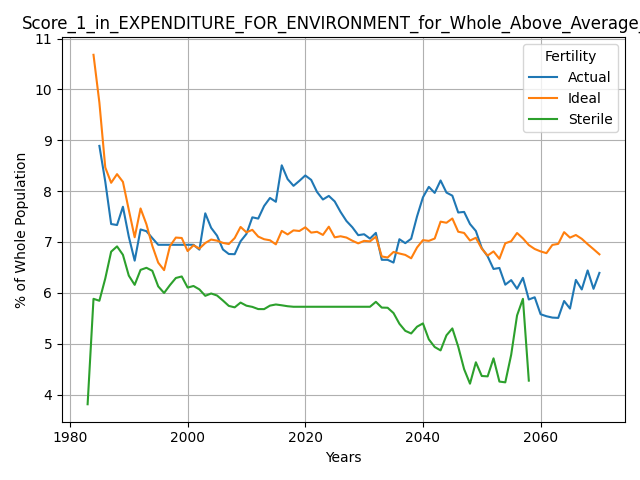 Score_1_in_EXPENDITURE_FOR_ENVIRONMENT_for_Whole_Above_Average_
11
10
9
8
7
6
5
4
% of Whole Population
1980
2000
2020
2040
2060
Years
Fertility
Actual
Ideal
Sterile